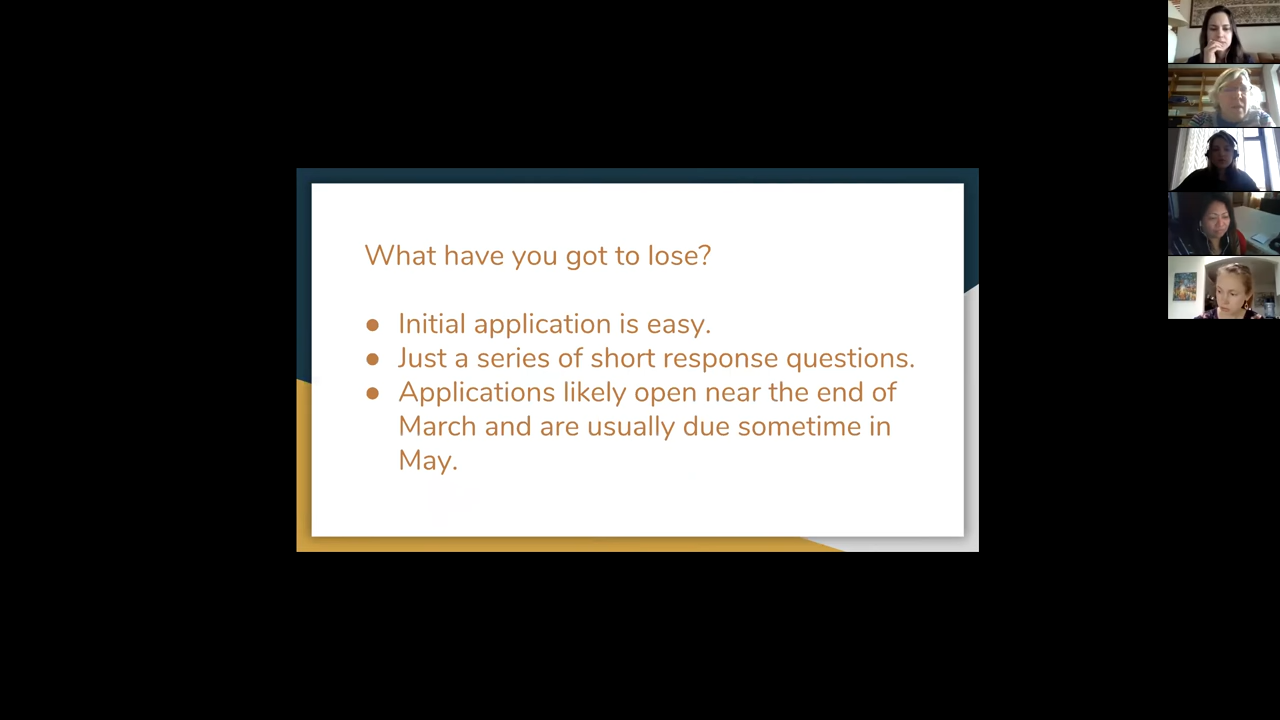 What have you got to lose?
● Initial application is easy.
● Just a series of short response questions.
● Applications likely open near the end of
March and are usually due sometime in
May.